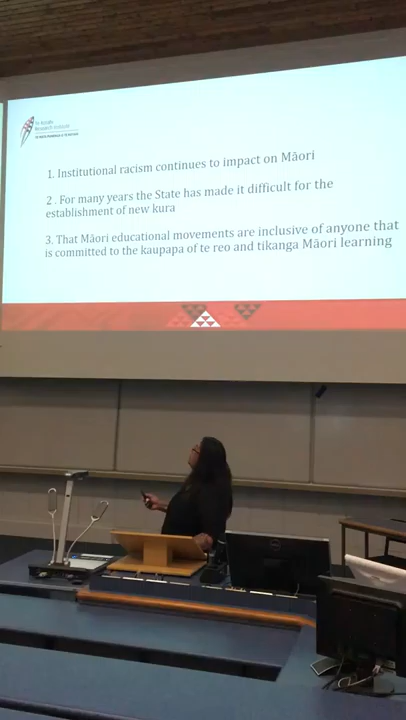 1. Institutional racism continues to impact on Māori
2 . For many years the State has made it difficult for the
establishment of new kura
3. That Māori educational movements are inclusive of anyone that
is committed to the kaupapa of te reo and tikanga Māori learning
DELL